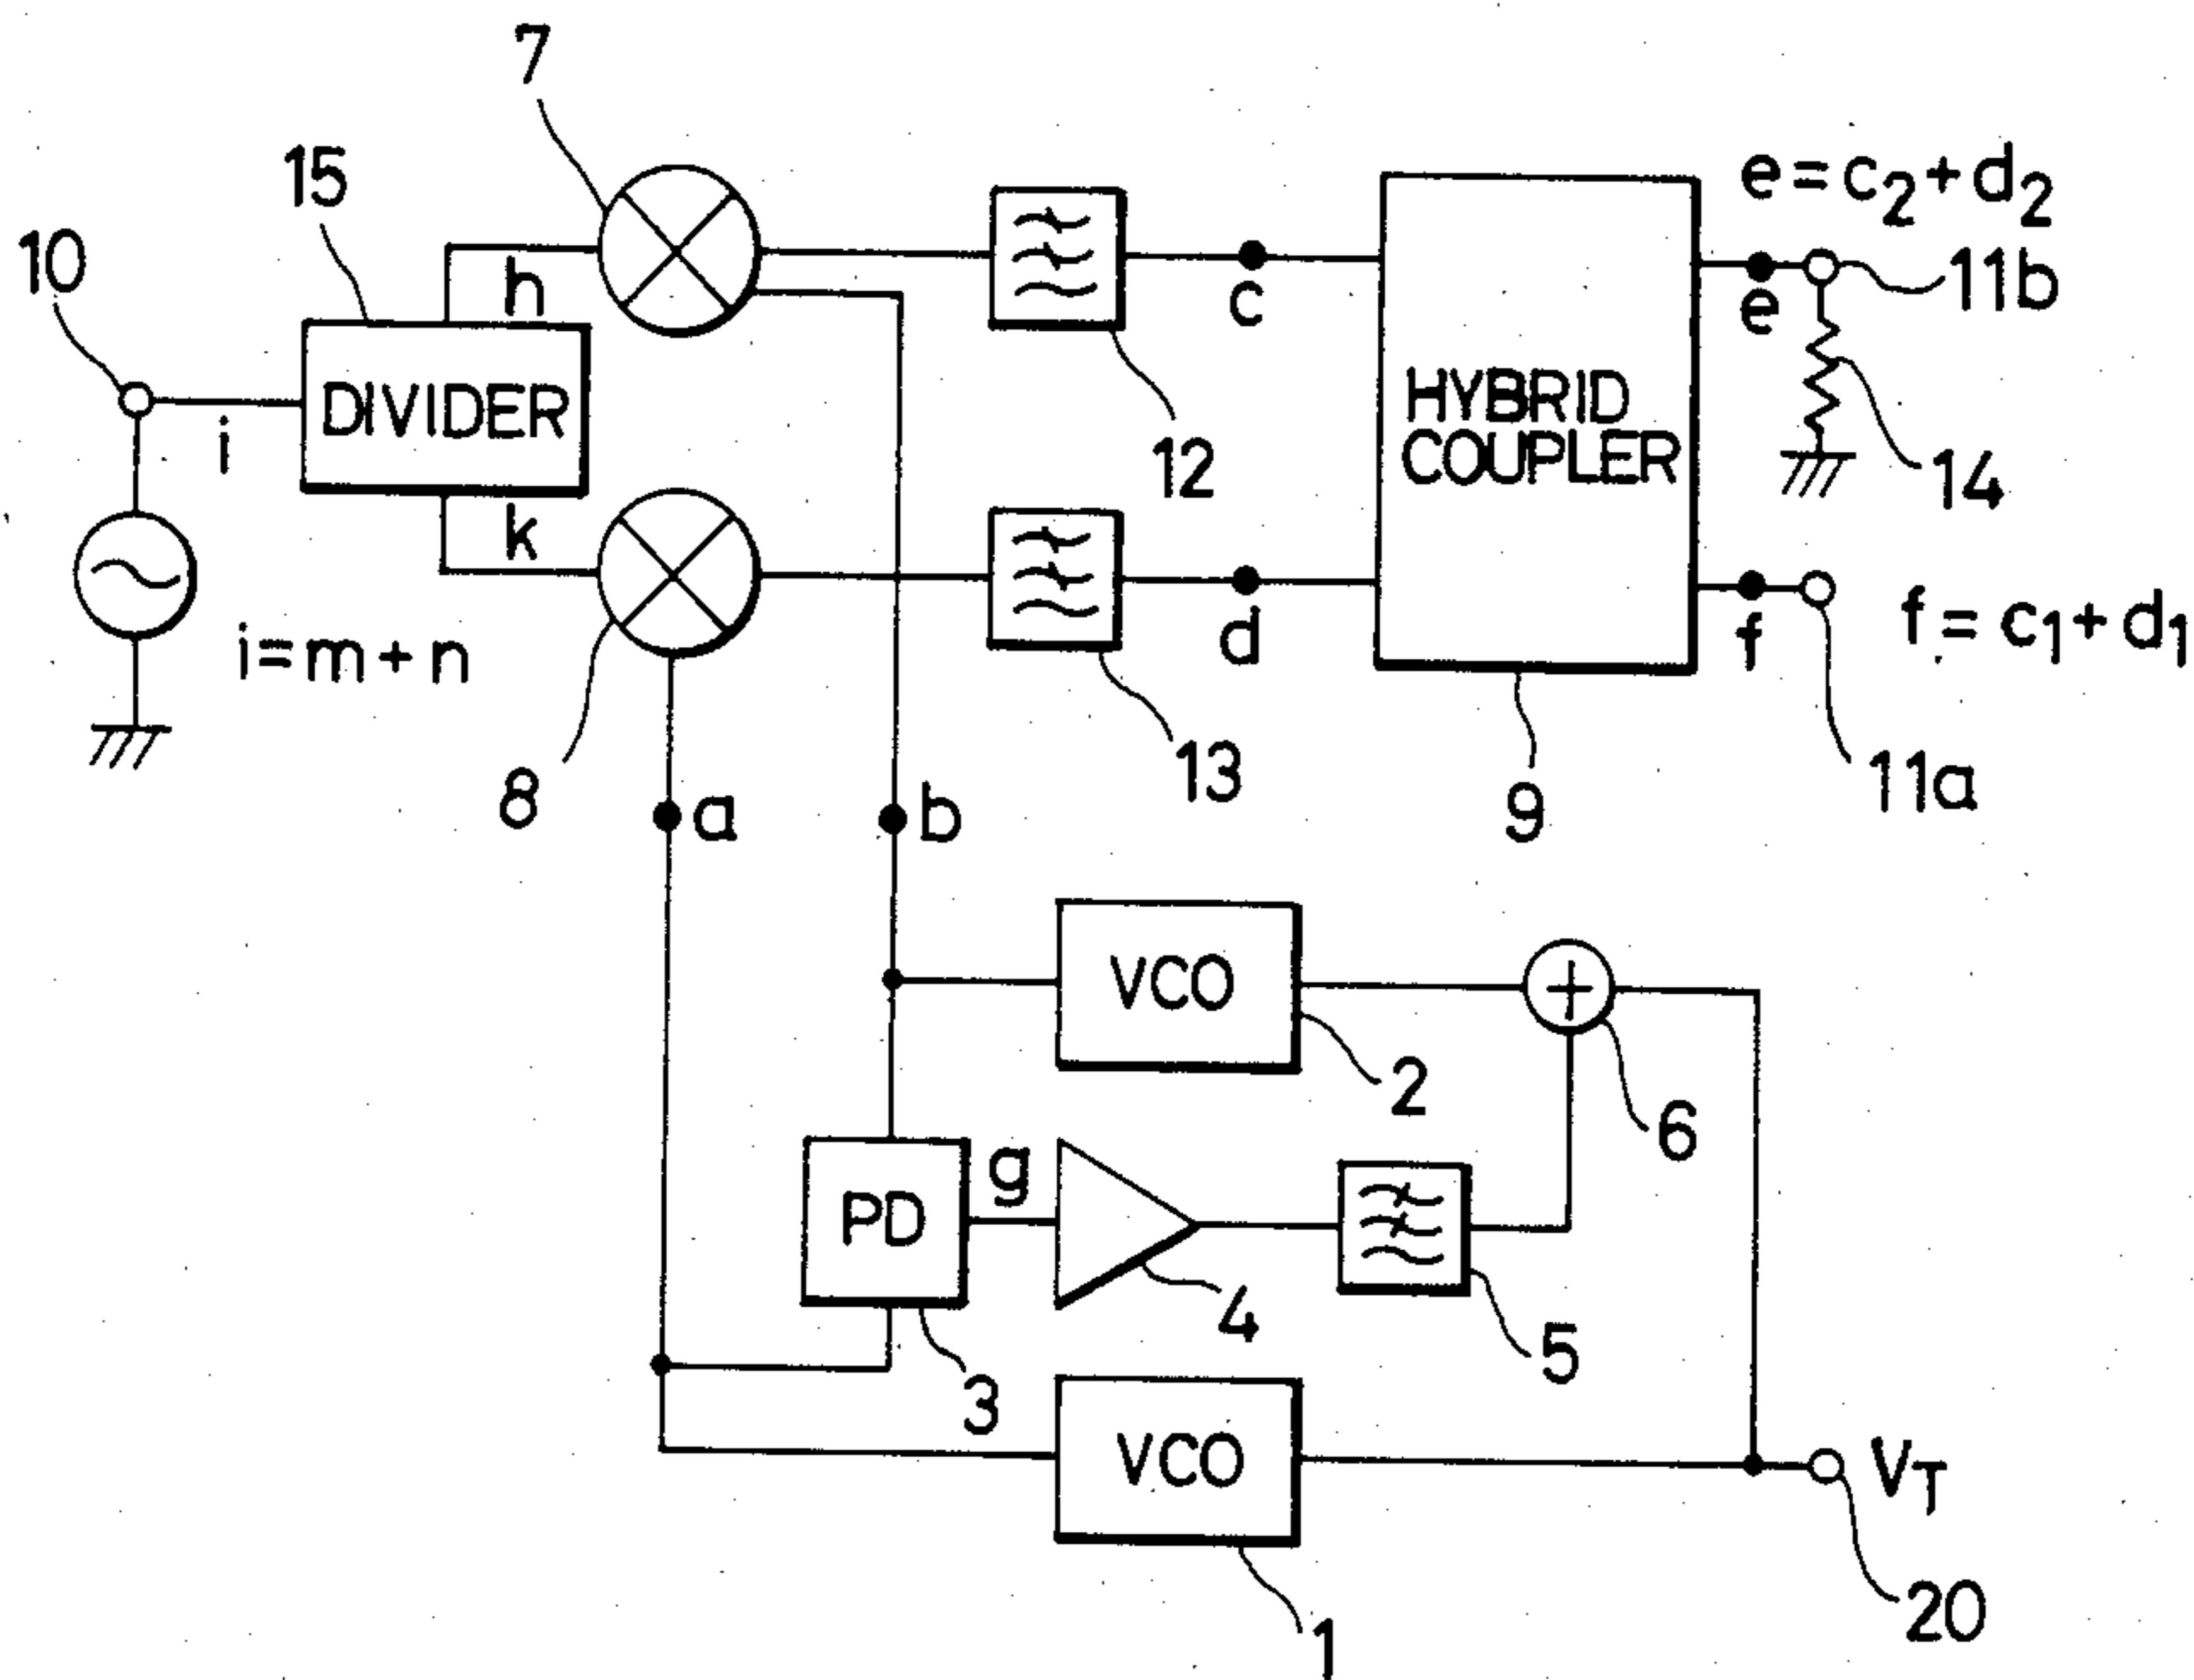 7
15
10
h
DIVIDER
i
k
i=m+n
8
12
c
13
d
HYBRID
COUPLER
9
e=c₂+d₂
11b
e
14
f
f=c₁+d₁
11a
a
b
VCO
2
6
PD
g
4
5
3
VCO
1
V_T
20